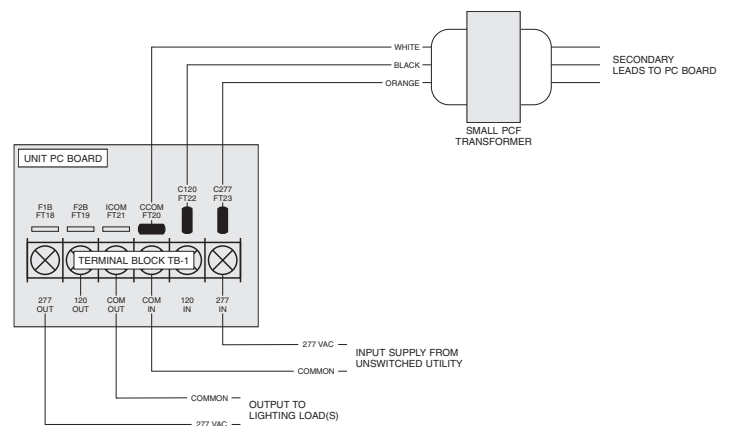 WHITE
BLACK
ORANGE
SECONDARY
LEADS TO PC BOARD
SMALL PCF
TRANSFORMER
UNIT PC BOARD
F1B
FT18
F2B
FT19
ICOM
FT21
CCOM
FT20
C120
FT22
C277
FT23
TERMINAL BLOCK TB-1
277
OUT
120
OUT
COM
OUT
COM
IN
120
IN
277
IN
277 VAC
COMMON
INPUT SUPPLY FROM
UNSWITCHED UTILITY
COMMON
277 VAC
OUTPUT TO
LIGHTING LOAD(S)